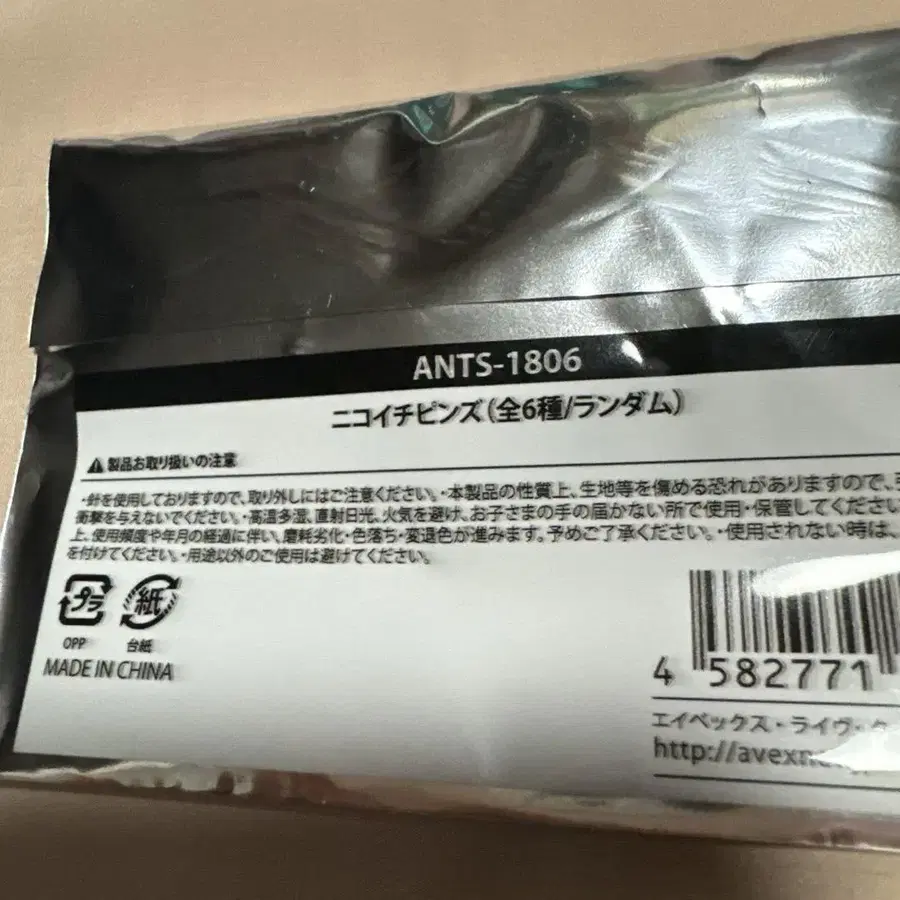 ANTS-1806
ニコイチピンズ(全6種/ランダム)
⚠製品お取り扱いの注意
・針を使用しておりますので、取り外しにはご注意ください。・本製品の性質上、生地等を傷める恐れがありますので、
衝撃を与えないでください。・高温多湿、直射日光、火気を避け、お子さまの手の届かない所で使用・保管してください
上、使用頻度や年月の経過に伴い、磨耗劣化・色落ち・変退色が進みます。予めご了承ください。・使用されない時は、
を付けてください。・用途以外のご使用は避けてください。
プラ 紙
OPP 台紙
MADE IN CHINA
4 582771
エイベックス・ライヴ・
http://avexn